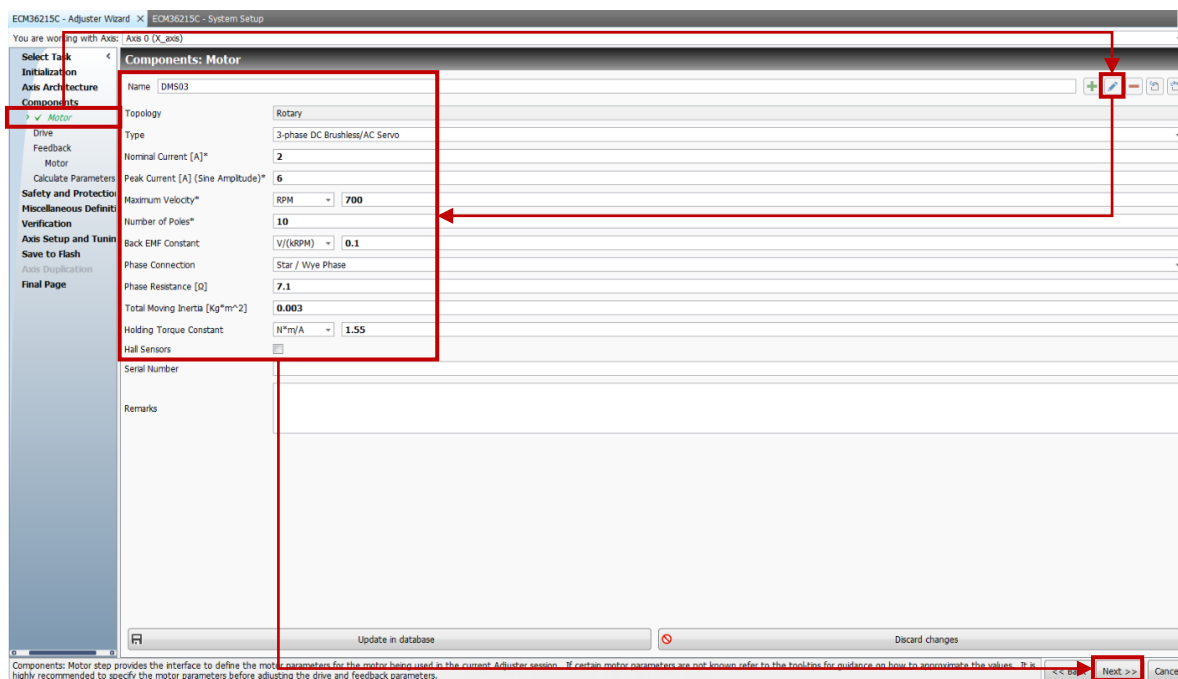 ECM36215C - Adjuster Wizard X ECM36215C - System Setup
You are working with Axis: Axis 0 (X_axis)
Select Task
Components: Motor
Initialization
Axis Architecture
Name DMS03
Components
Motor
Topology Rotary
Drive
Type 3-phase DC Brushless/AC Servo
Feedback
Nominal Current [A]* 2
Motor
Calculate Parameters
Peak Current [A] (Sine Amplitude)* 6
Safety and Protection
Maximum Velocity* RPM 700
Miscellaneous Definiti
Number of Poles* 10
Verification
Axis Setup and Tunin
Back EMF Constant V/(kRPM) 0.1
Save to Flash
Phase Connection Star / Wye Phase
Axis Duplication
Final Page
Phase Resistance [Ω] 7.1
Total Moving Inertia [Kg*m^2] 0.003
Holding Torque Constant N*m/A 1.55
Hall Sensors
Serial Number
Remarks
Update in database Discard changes
Components: Motor step provides the interface to define the motor parameters for the motor being used in the current Adjuster session. If certain motor parameters are not known refer to the tool-tips for guidance on how to approximate the values. It is
highly recommended to specify the motor parameters before adjusting the drive and feedback parameters.
<< Back Next >> Cance